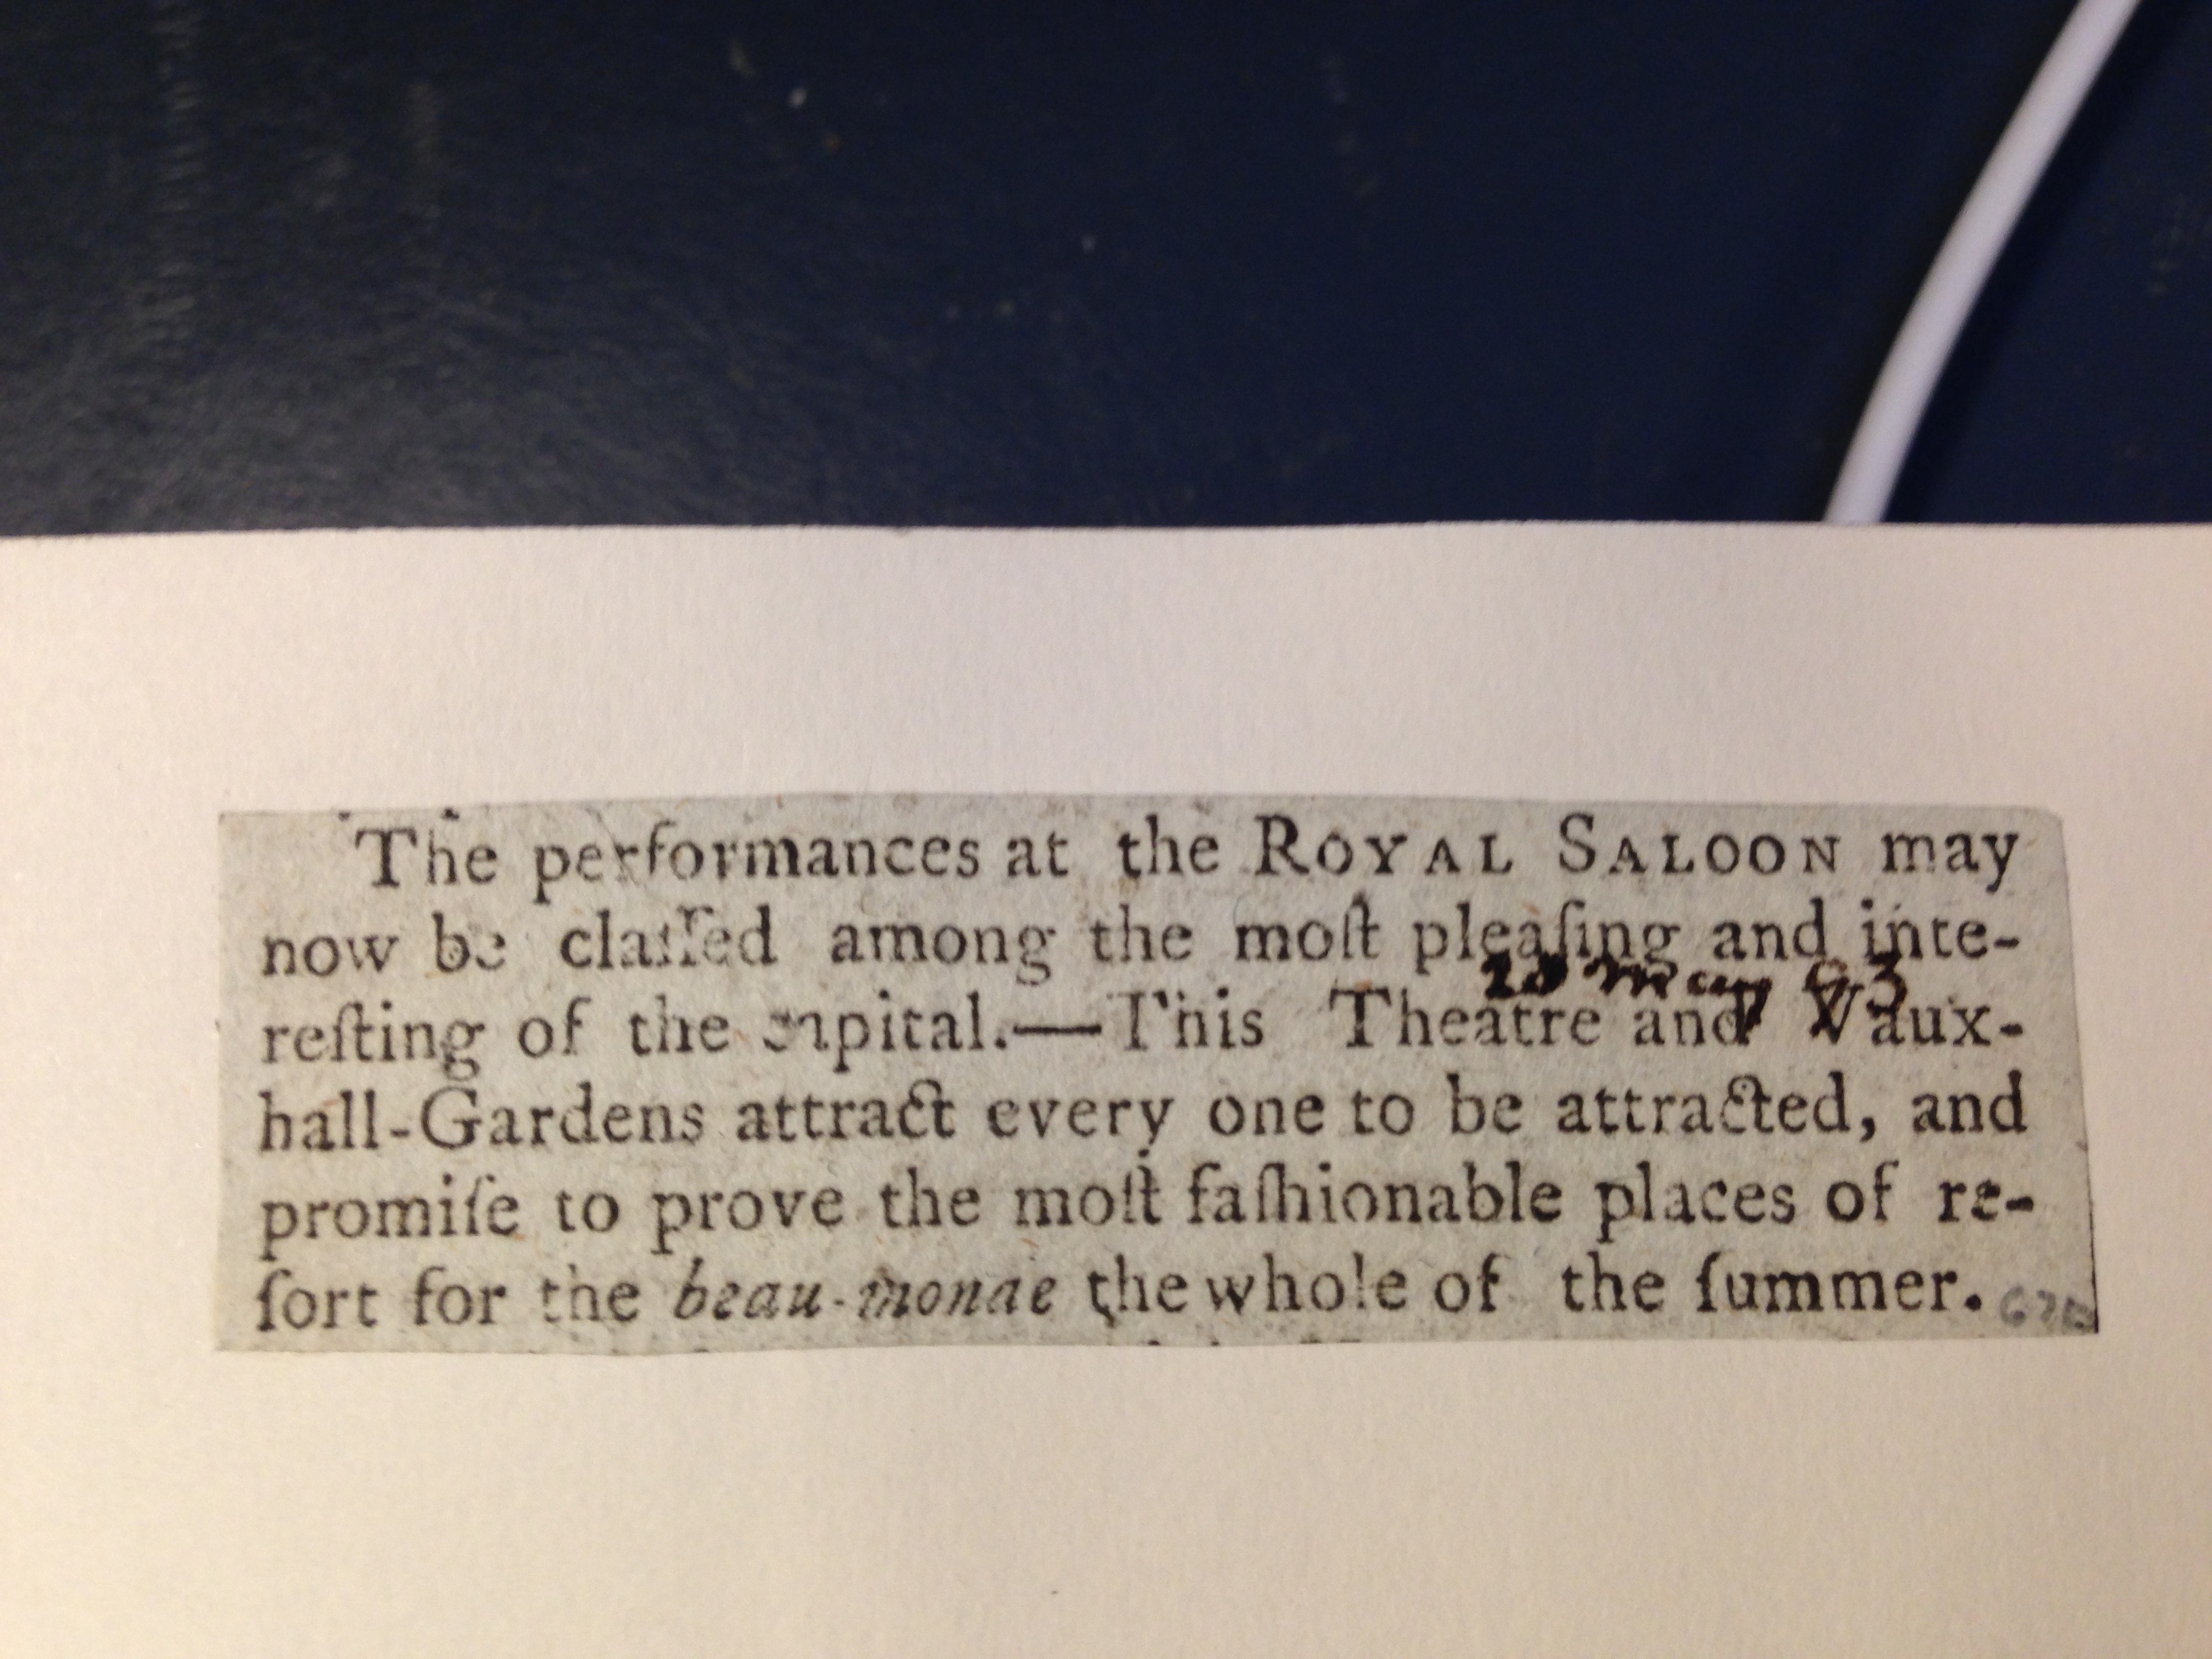 The performances at the ROYAL SALOON may
now be claſſed among the moſt pleaſing and inte-
reſting of the capital.—This Theatre and Vaux-
hall-Gardens attract every one to be attracted, and
promiſe to prove the moſt faſhionable places of re-
ſort for the beau-monde the whole of the ſummer.